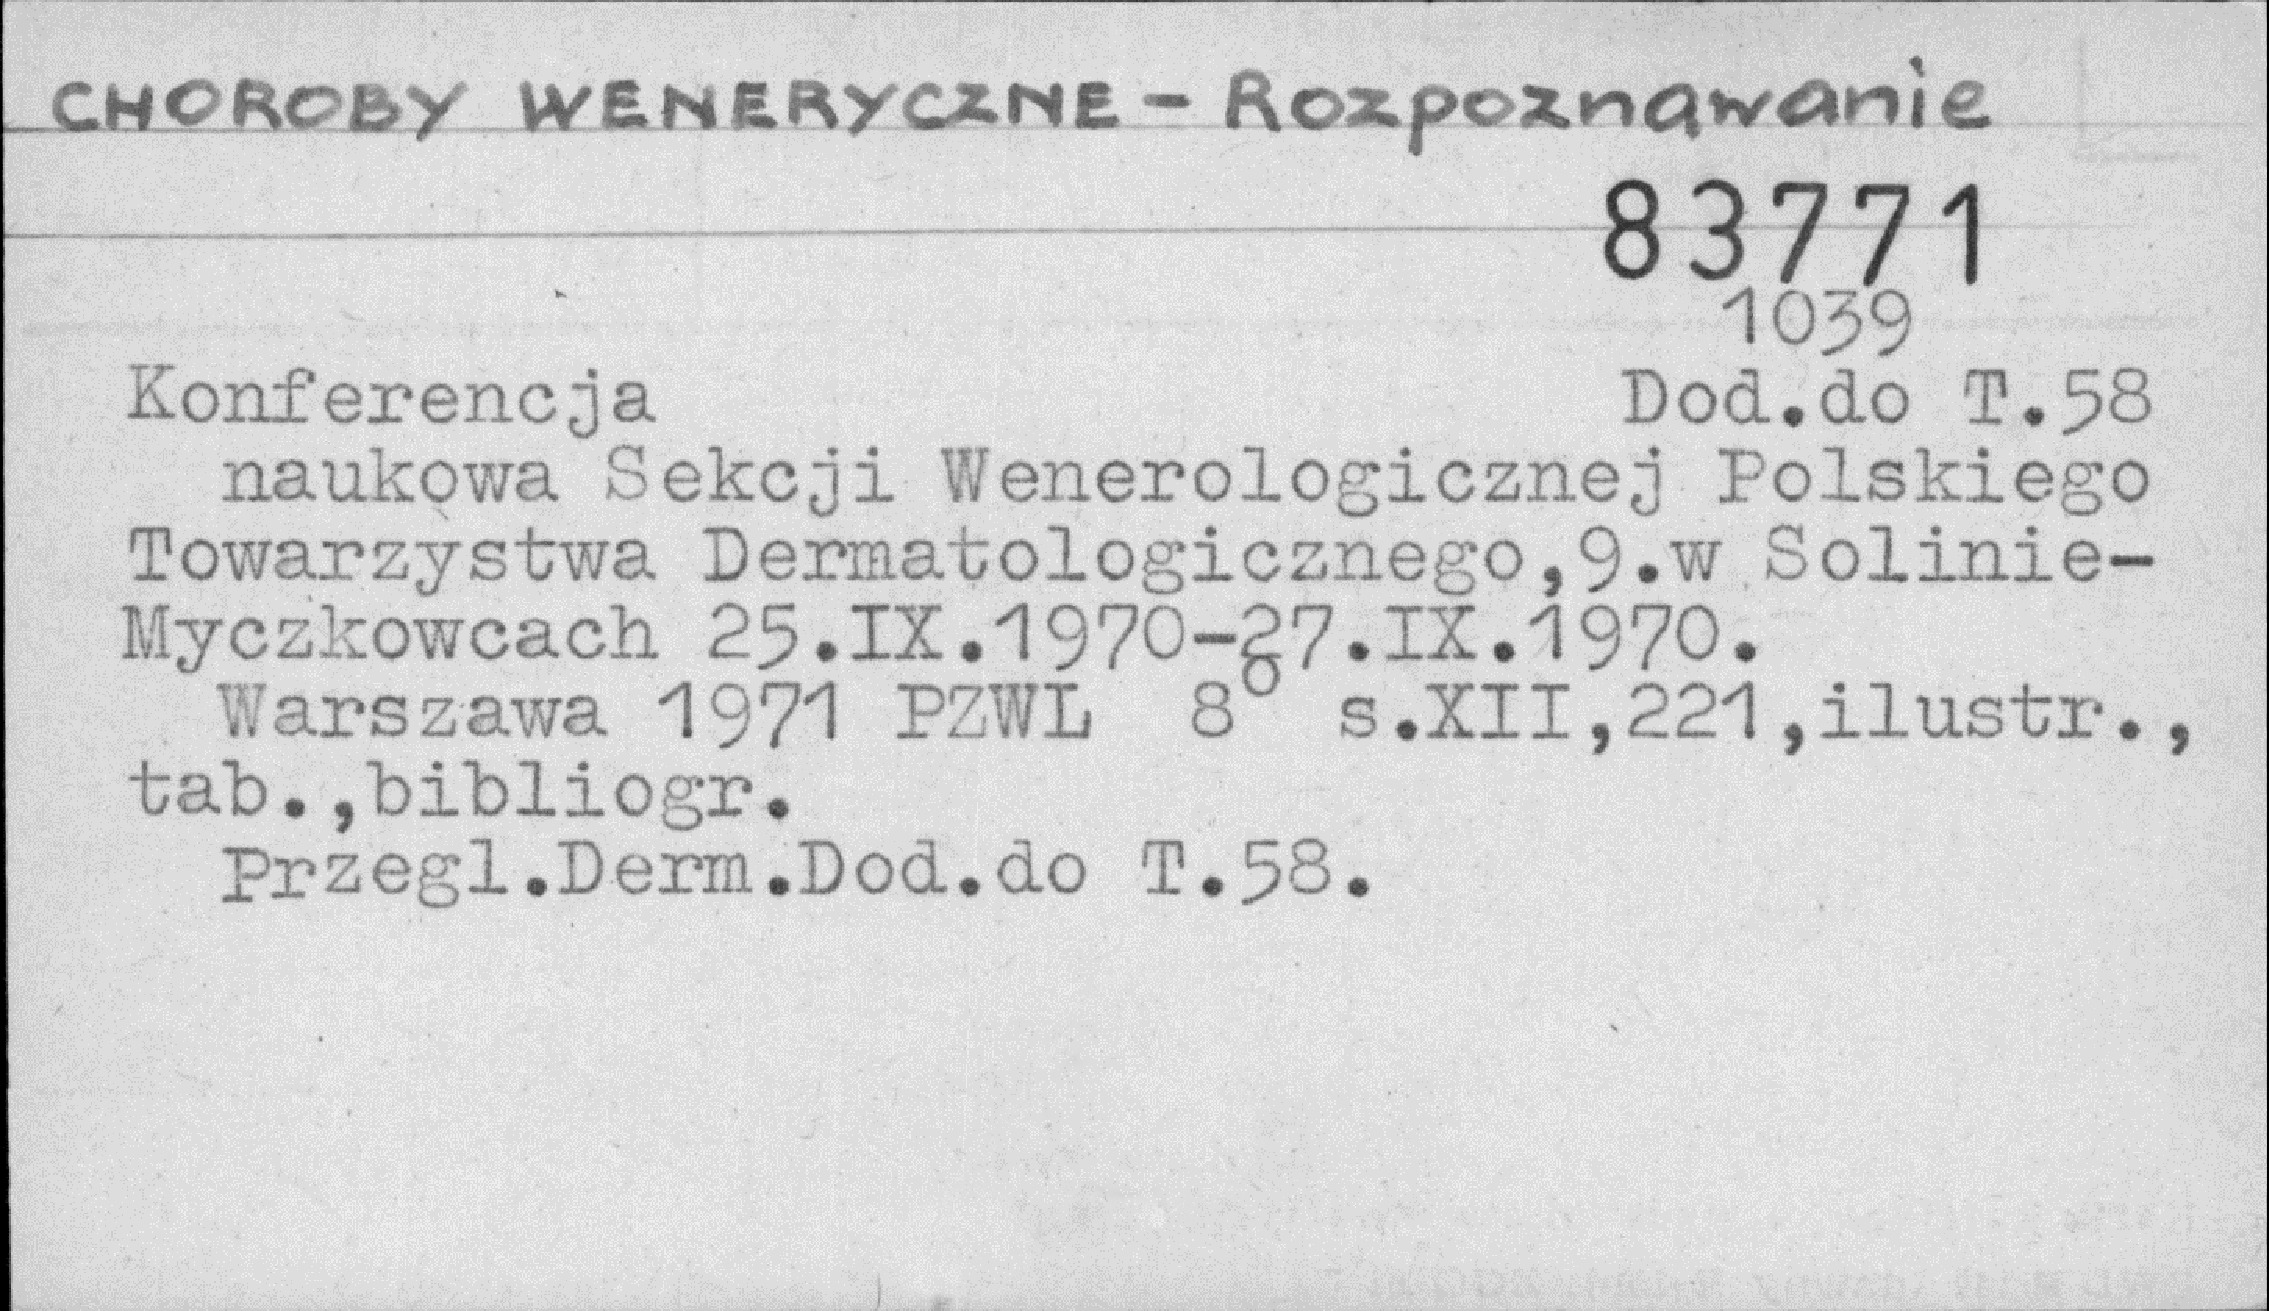 CHOROBY WENERYCZNE - Rozpoznawanie
83771
1039
Konferencja Dod.do T.58
naukowa Sekcji Wenerologicznej Polskiego
Towarzystwa Dermatologicznego,9.w Solinie-
Myczkowcach 25.IX.1970-27.IX.1970.
Warszawa 1971 PZWL 8° s.XII,221,ilustr.,
tab.,bibliogr.
Przegl.Derm.Dod.do T.58.